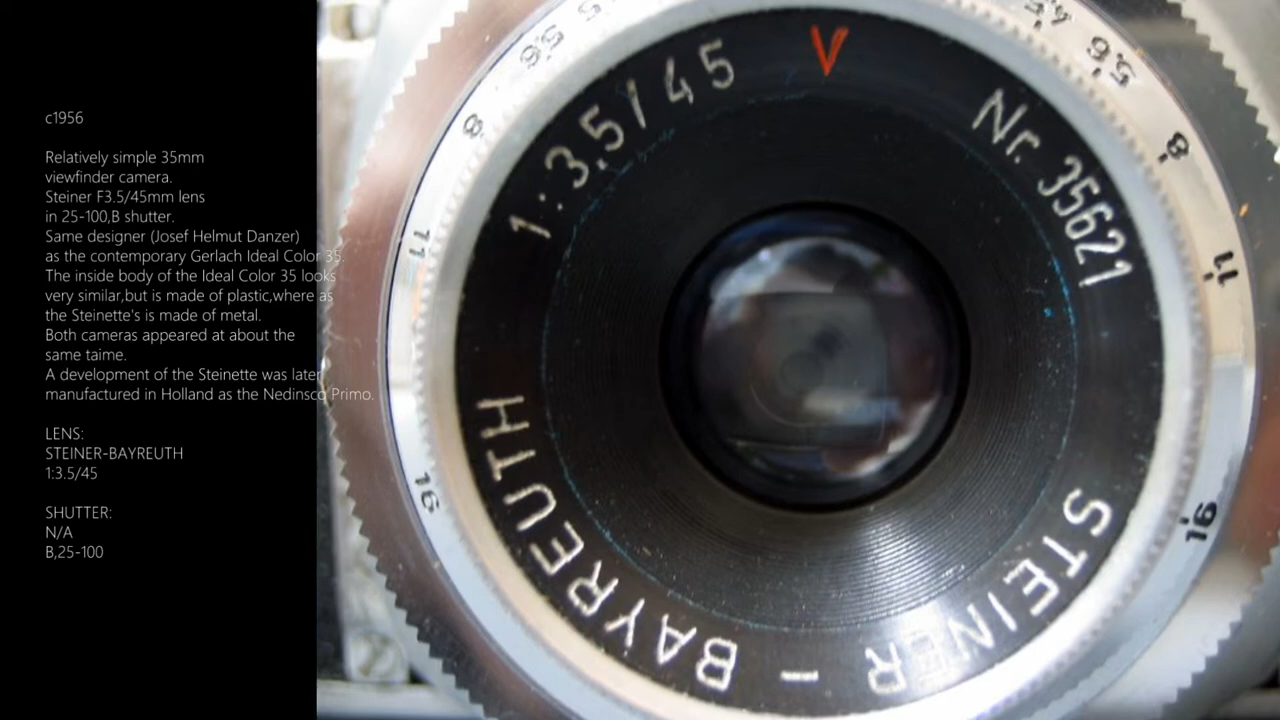 c1956
Relatively simple 35mm
viewfinder camera.
Steiner F3.5/45mm lens
in 25-100,B shutter.
Same designer (Josef Helmut Danzer)
as the contemporary Gerlach Ideal Color 35.
The inside body of the Ideal Color 35 looks
very similar,but is made of plastic,where as
the Steinette's is made of metal.
Both cameras appeared at about the
same taime.
A development of the Steinette was later
manufactured in Holland as the Nedinsco Primo.
LENS:
STEINER-BAYREUTH
1:3.5/45
SHUTTER:
N/A
B,25-100
1:3,5/45
V
Nr. 35621
STEINER - BAYREUTH
16 11 8 5,6
4,5 5,6 8 11 16